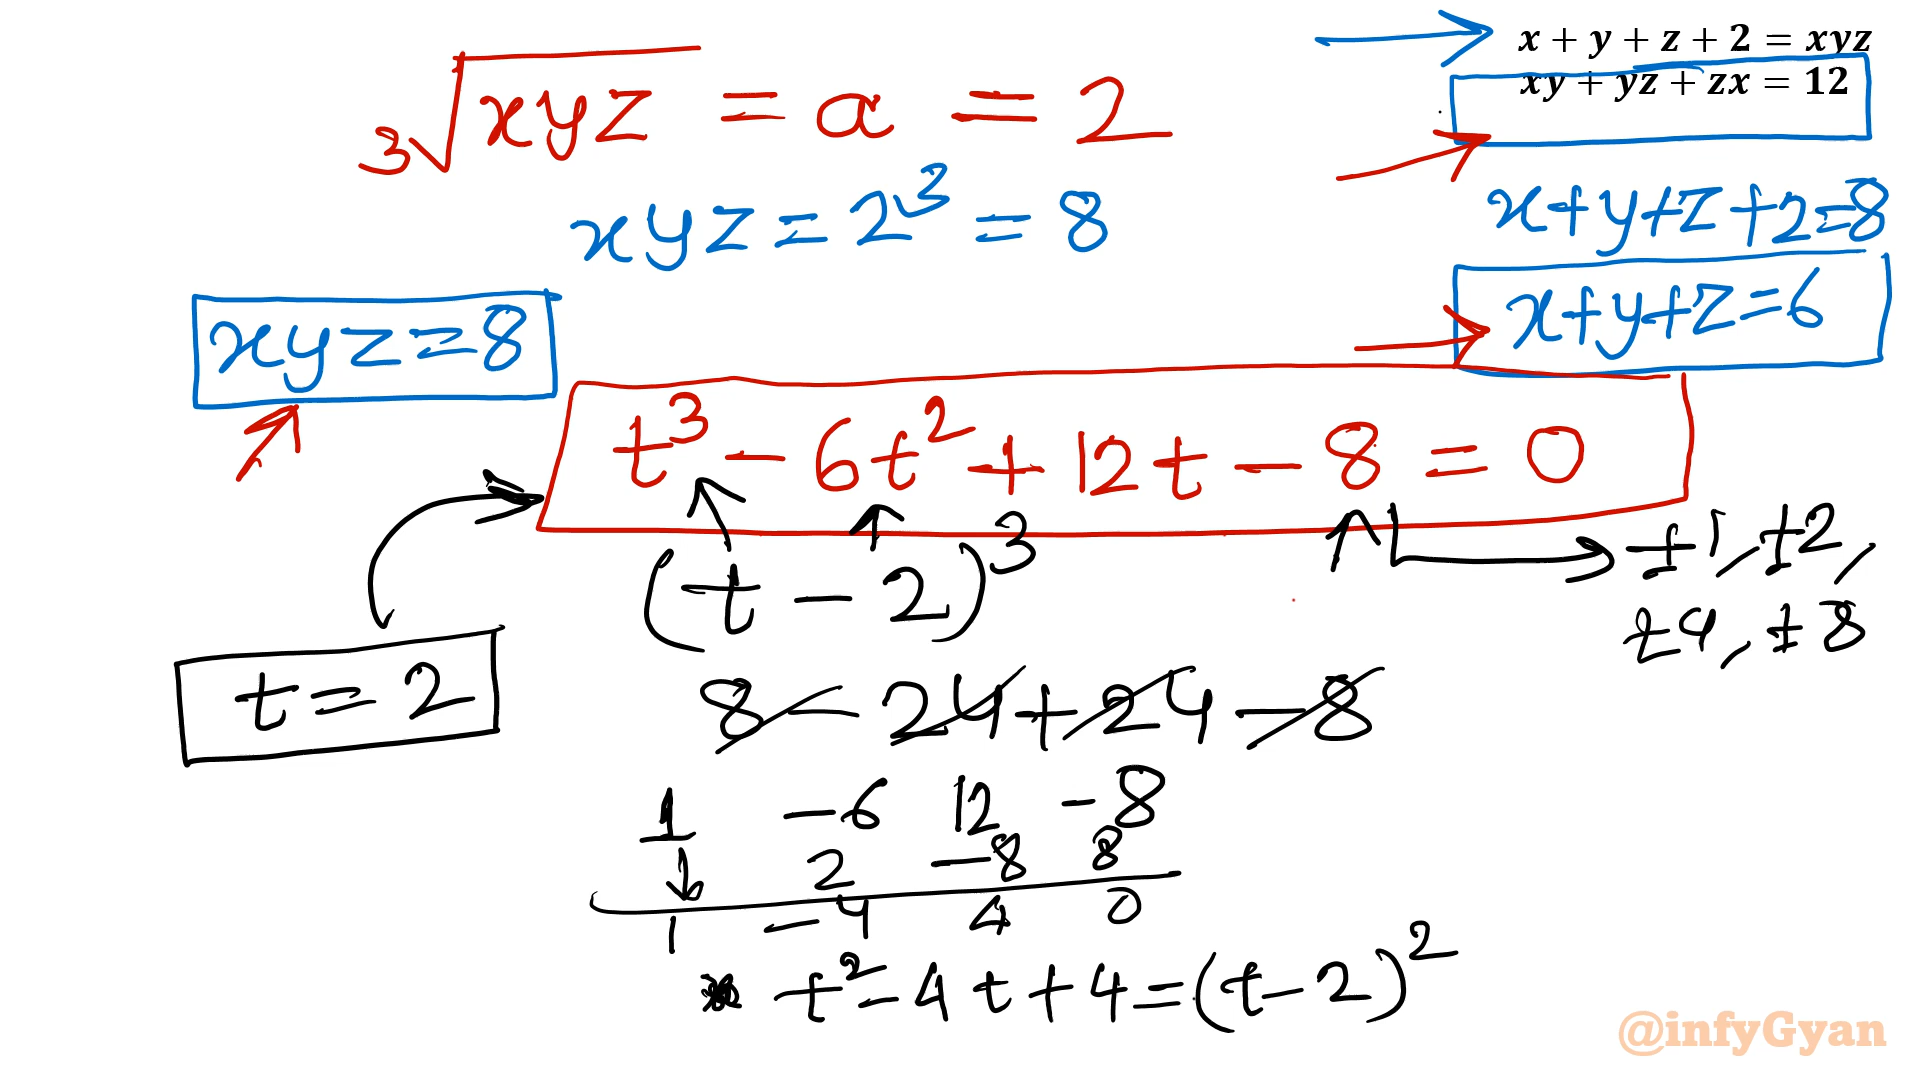 x + y + z + 2 = xyz
xy + yz + zx = 12
∛xyz = a = 2
xyz = 2³ = 8
x+y+z+2=8
xyz=8
x+y+z=6
t³ - 6t² + 12t - 8 = 0
(t - 2)³
±1, ±2,
±4, ±8
t = 2
8 - 24 + 24 - 8
1 -6 12 -8
2 -8 8
1 -4 4 0
t² - 4t + 4 = (t - 2)²
@infyGyan